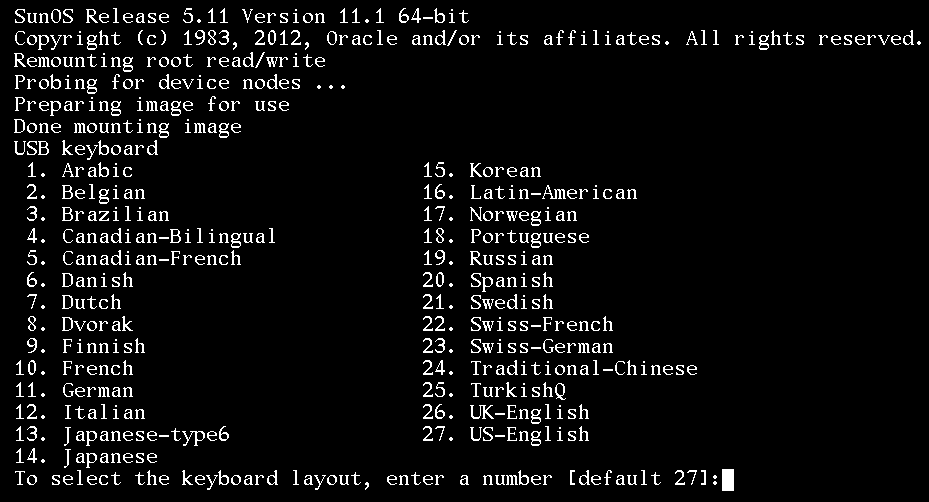 SunOS Release 5.11 Version 11.1 64-bit
Copyright (c) 1983, 2012, Oracle and/or its affiliates. All rights reserved.
Remounting root read/write
Probing for device nodes ...
Preparing image for use
Done mounting image
USB keyboard
1. Arabic 15. Korean
2. Belgian 16. Latin-American
3. Brazilian 17. Norwegian
4. Canadian-Bilingual 18. Portuguese
5. Canadian-French 19. Russian
6. Danish 20. Spanish
7. Dutch 21. Swedish
8. Dvorak 22. Swiss-French
9. Finnish 23. Swiss-German
10. French 24. Traditional-Chinese
11. German 25. TurkishQ
12. Italian 26. UK-English
13. Japanese-type6 27. US-English
14. Japanese
To select the keyboard layout, enter a number [default 27]: